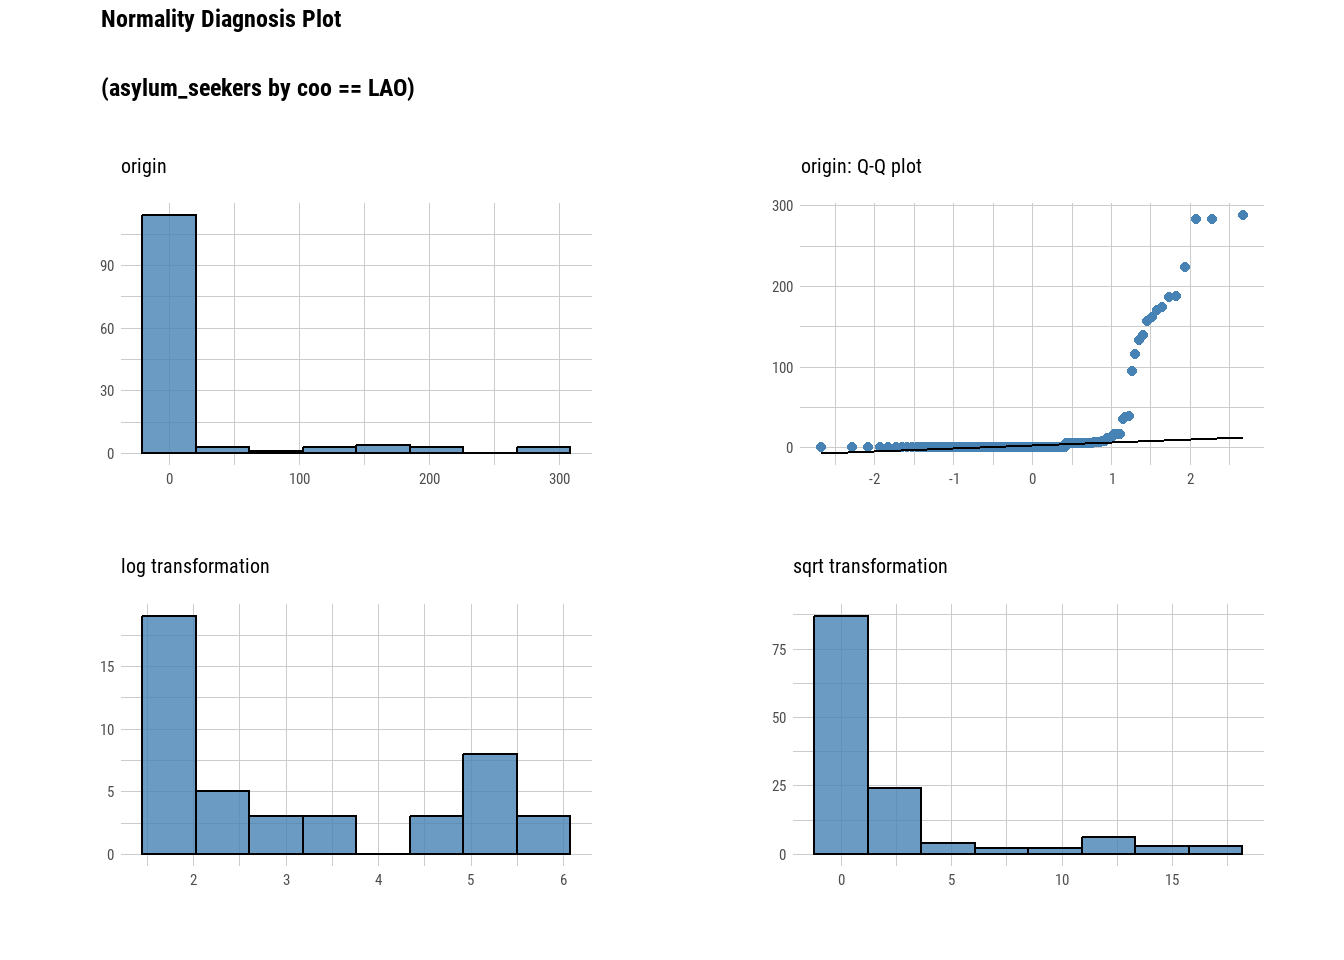 Normality Diagnosis Plot
(asylum_seekers by coo == LAO)
origin
90
60
30
0
0 100 200 300
origin: Q-Q plot
300
200
100
0
-2 -1 0 1 2
log transformation
15
10
5
0
2 3 4 5 6
sqrt transformation
75
50
25
0
0 5 10 15